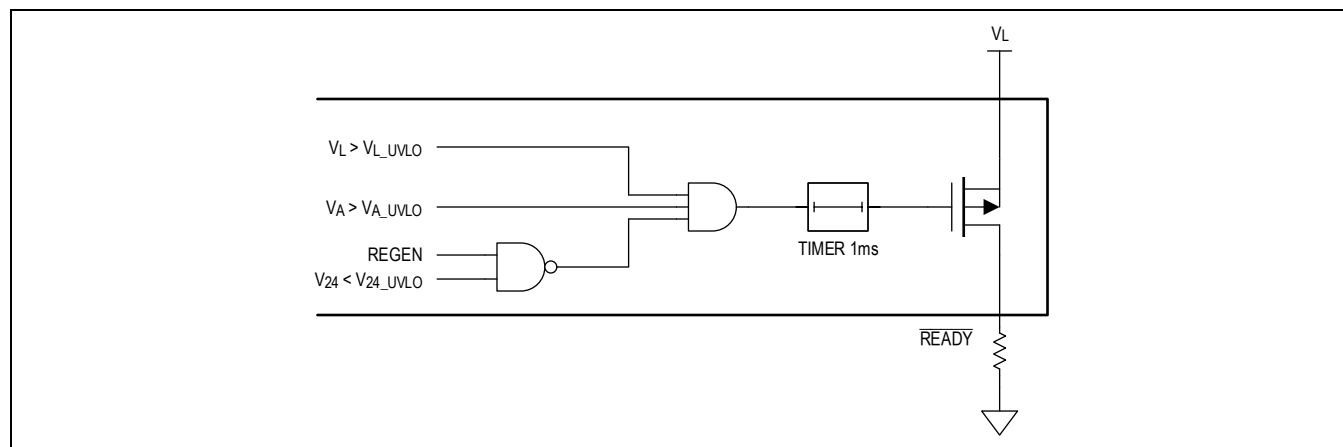 VL
VL > VL_UVLO
VA > VA_UVLO
REGEN
V24 < V24_UVLO
TIMER 1ms
READY